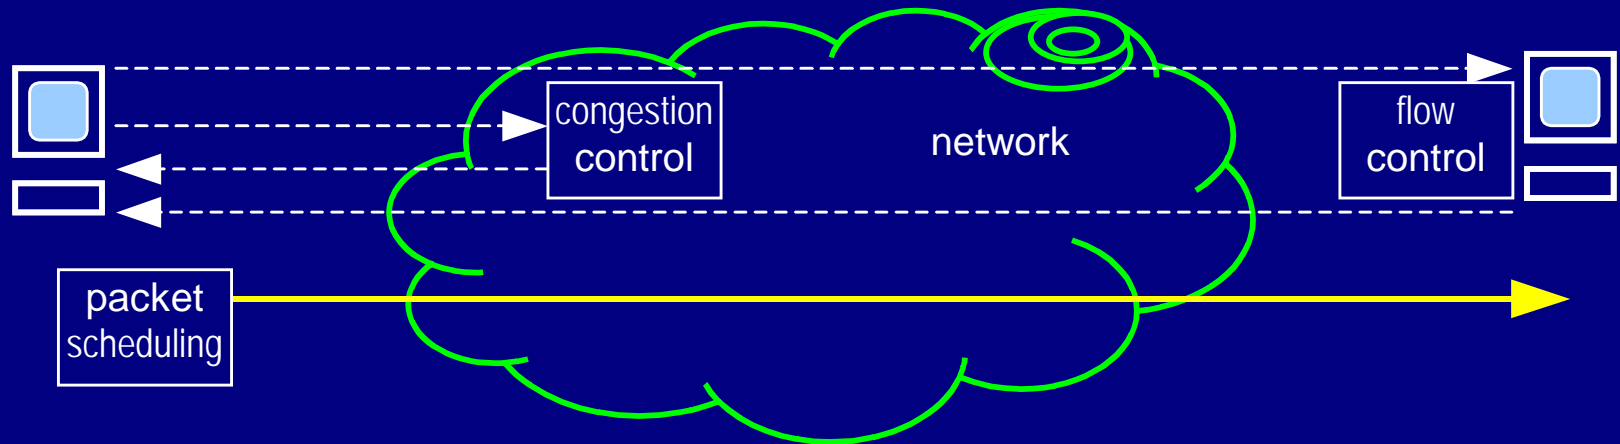 congestion
control
network
flow
control
packet
scheduling